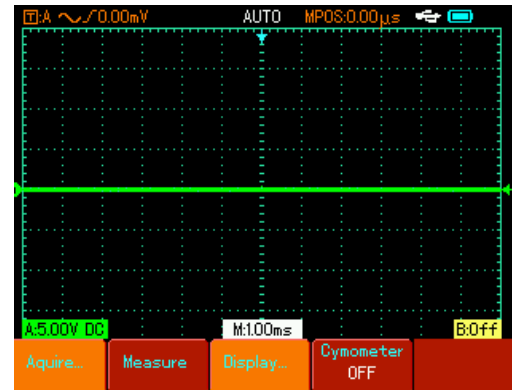 T:A 0.00mV AUTO MPOS:0.00μs
A:5.00V DC M:1.00ms B:Off
Aquire... Measure Display... Cymometer
OFF